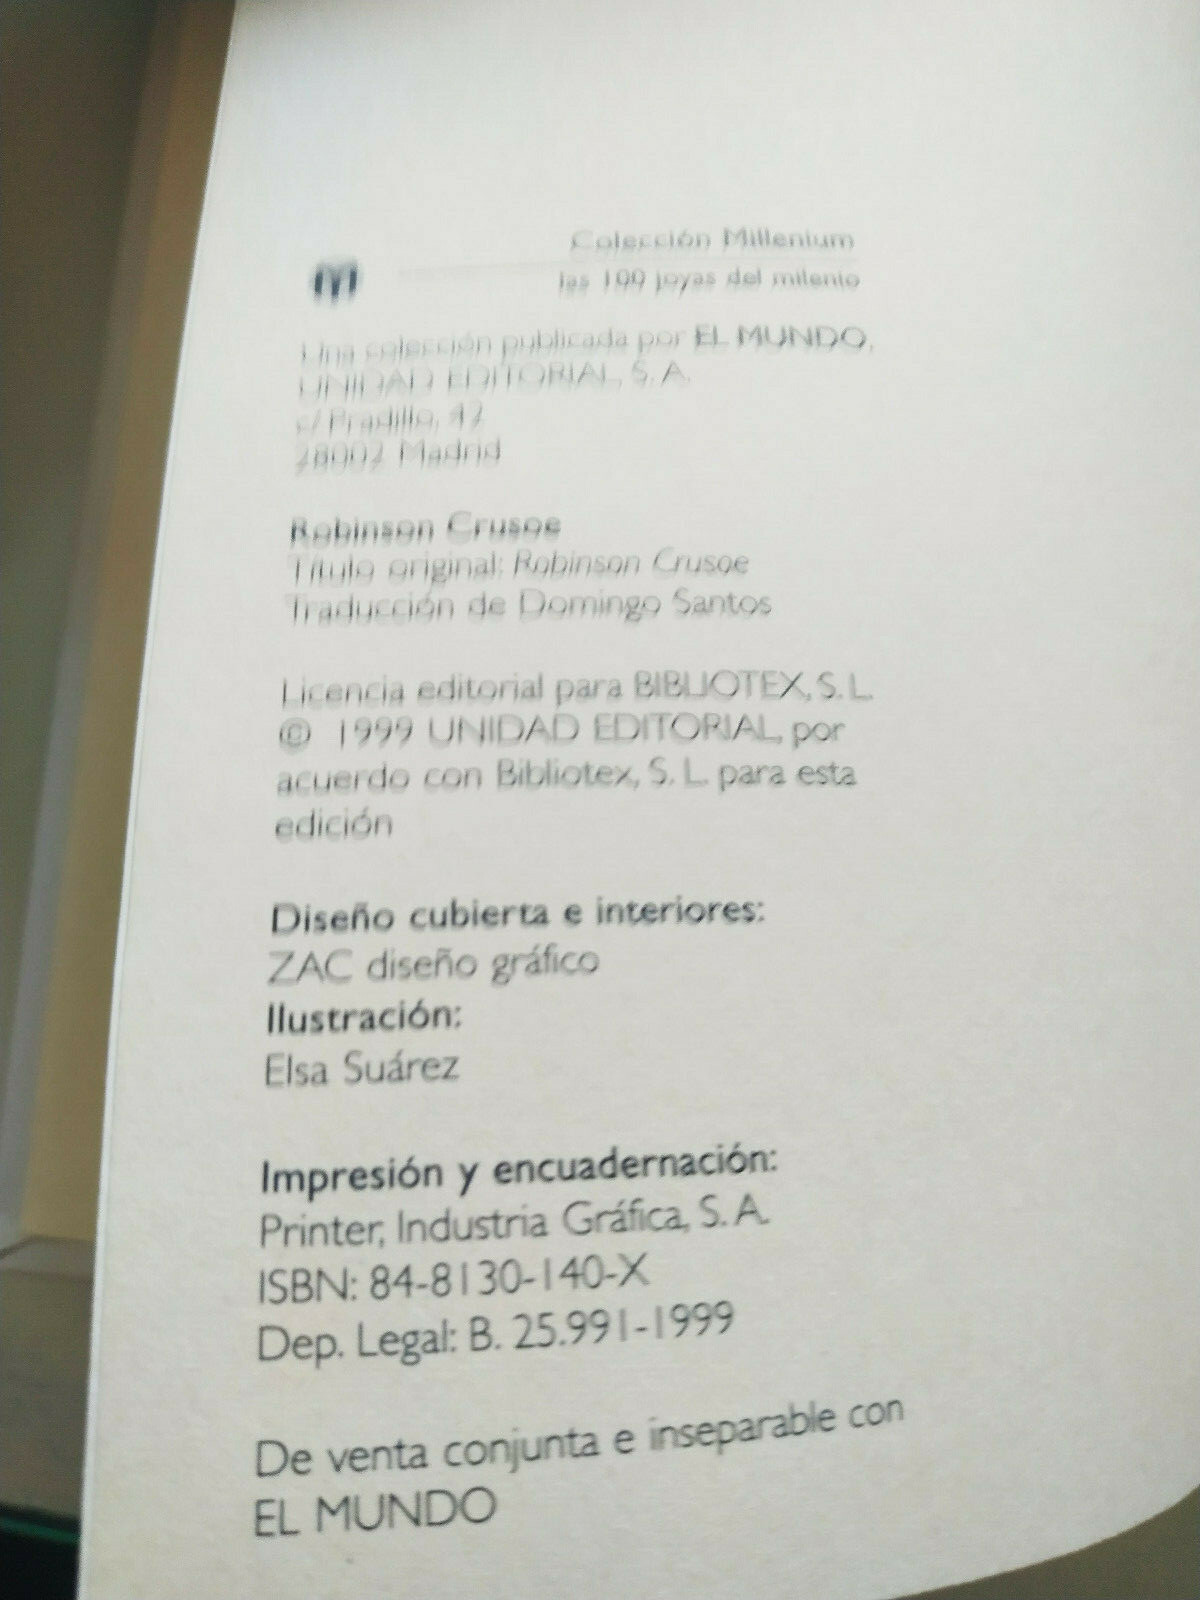 Colección Millenium
M
las 100 joyas del milenio
Una colección publicada por EL MUNDO,
UNIDAD EDITORIAL, S. A.
c/ Pradillo, 42
28002 Madrid
Robinson Crusoe
Título original: Robinson Crusoe
Traducción de Domingo Santos
Licencia editorial para BIBLIOTEX, S. L.
© 1999 UNIDAD EDITORIAL, por
acuerdo con Bibliotex, S. L. para esta
edición
Diseño cubierta e interiores:
ZAC diseño gráfico
Ilustración:
Elsa Suárez
Impresión y encuadernación:
Printer, Industria Gráfica, S. A.
ISBN: 84-8130-140-X
Dep. Legal: B. 25.991-1999
De venta conjunta e inseparable con
EL MUNDO